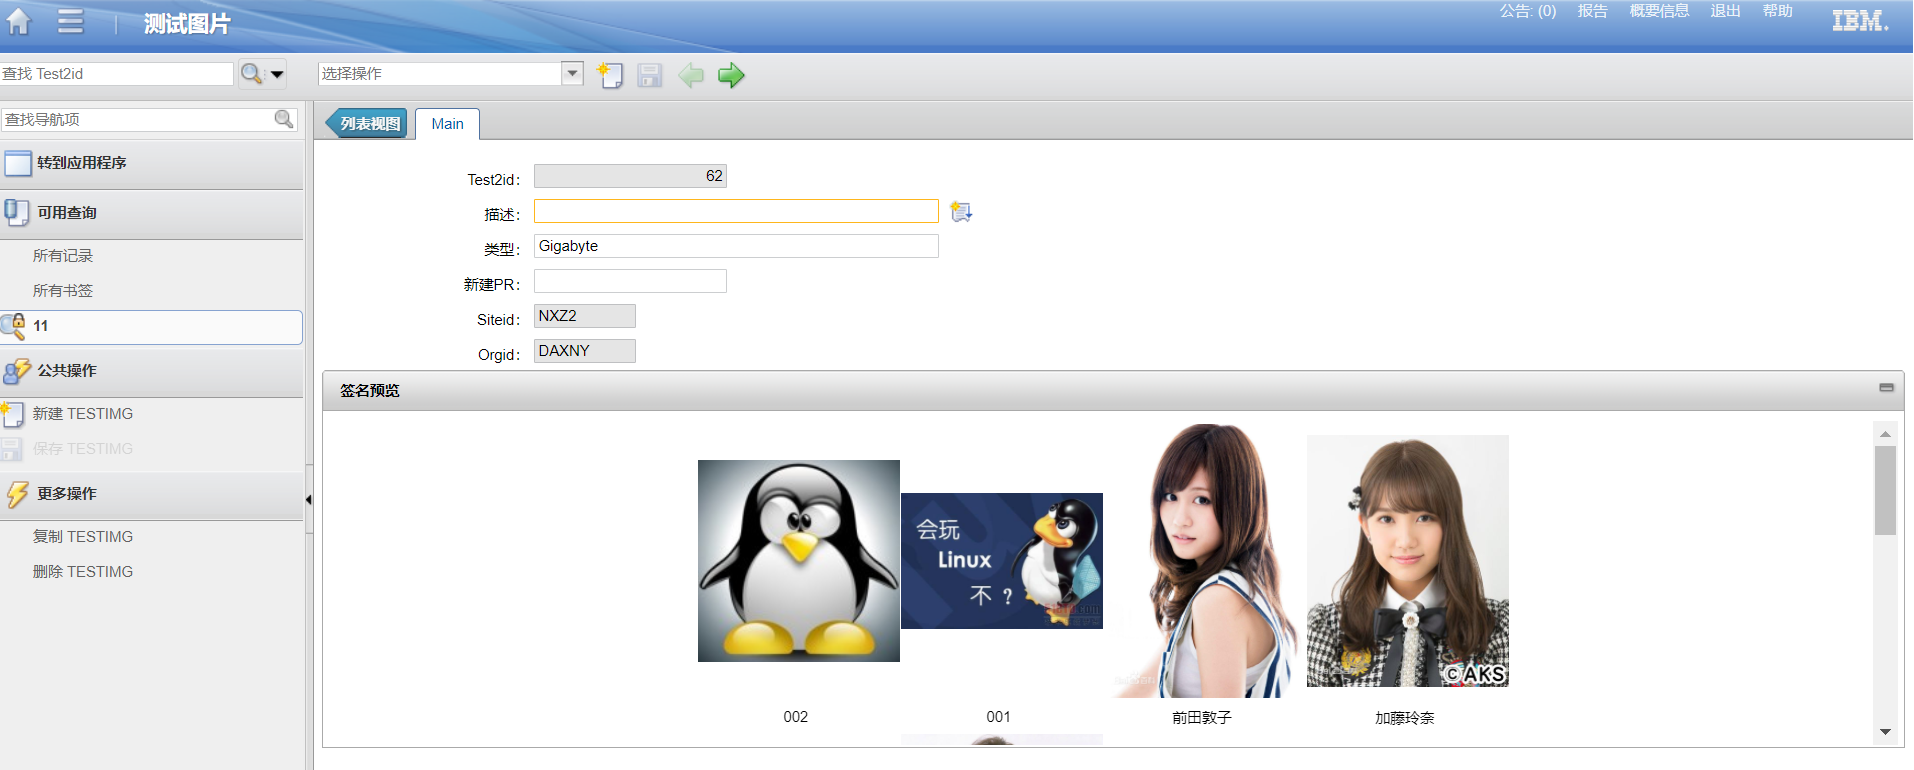 测试图片
公告: (0) 报告 概要信息 退出 帮助
IBM.
查找 Test2id
选择操作
查找导航项
转到应用程序
可用查询
所有记录
所有书签
11
公共操作
新建 TESTIMG
保存 TESTIMG
更多操作
复制 TESTIMG
删除 TESTIMG
列表视图
Main
Test2id: 62
描述:
类型: Gigabyte
新建PR:
Siteid: NXZ2
Orgid: DAXNY
签名预览
会玩
Linux
不？
©AKS
002
001
前田敦子
加藤玲奈